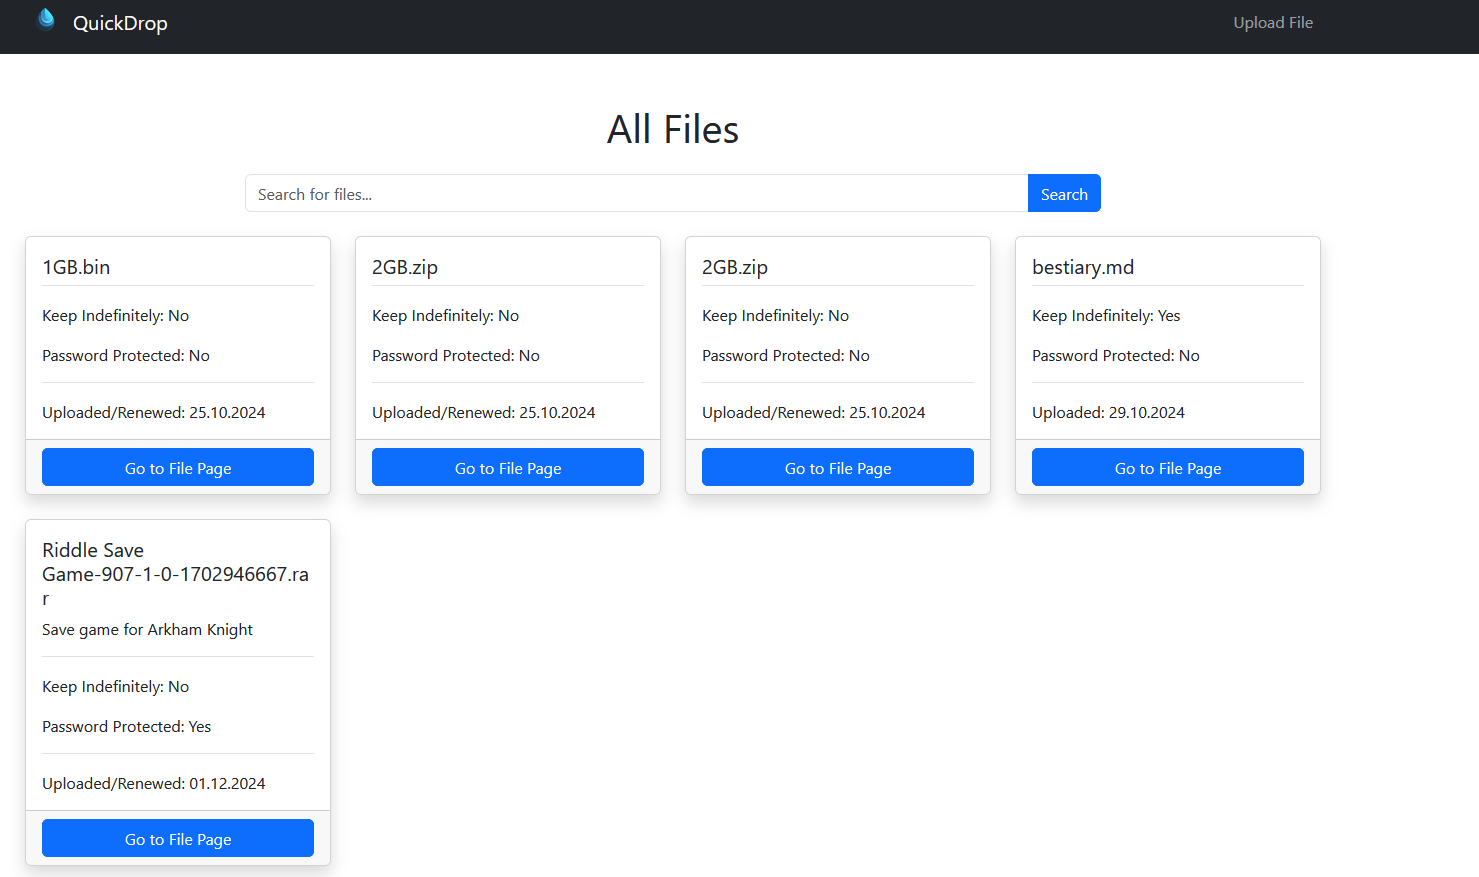 QuickDrop
Upload File
All Files
Search for files...
Search
1GB.bin
Keep Indefinitely: No
Password Protected: No
Uploaded/Renewed: 25.10.2024
Go to File Page
2GB.zip
Keep Indefinitely: No
Password Protected: No
Uploaded/Renewed: 25.10.2024
Go to File Page
2GB.zip
Keep Indefinitely: No
Password Protected: No
Uploaded/Renewed: 25.10.2024
Go to File Page
bestiary.md
Keep Indefinitely: Yes
Password Protected: No
Uploaded: 29.10.2024
Go to File Page
Riddle Save
Game-907-1-0-1702946667.ra
r
Save game for Arkham Knight
Keep Indefinitely: No
Password Protected: Yes
Uploaded/Renewed: 01.12.2024
Go to File Page